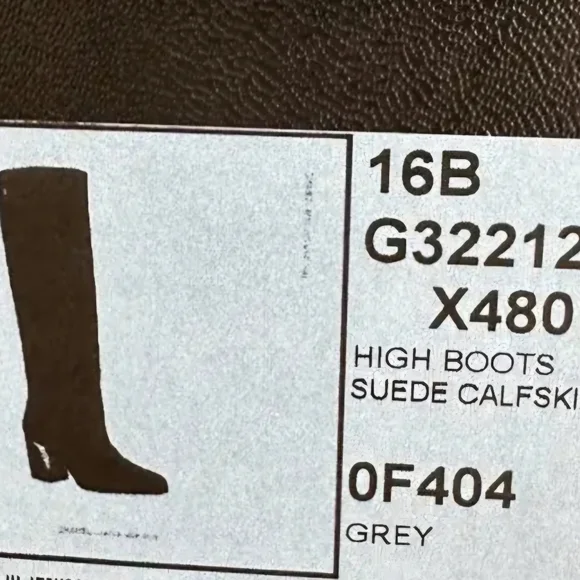 16B
G32212
X480
HIGH BOOTS
SUEDE CALFSKI
0F404
GREY